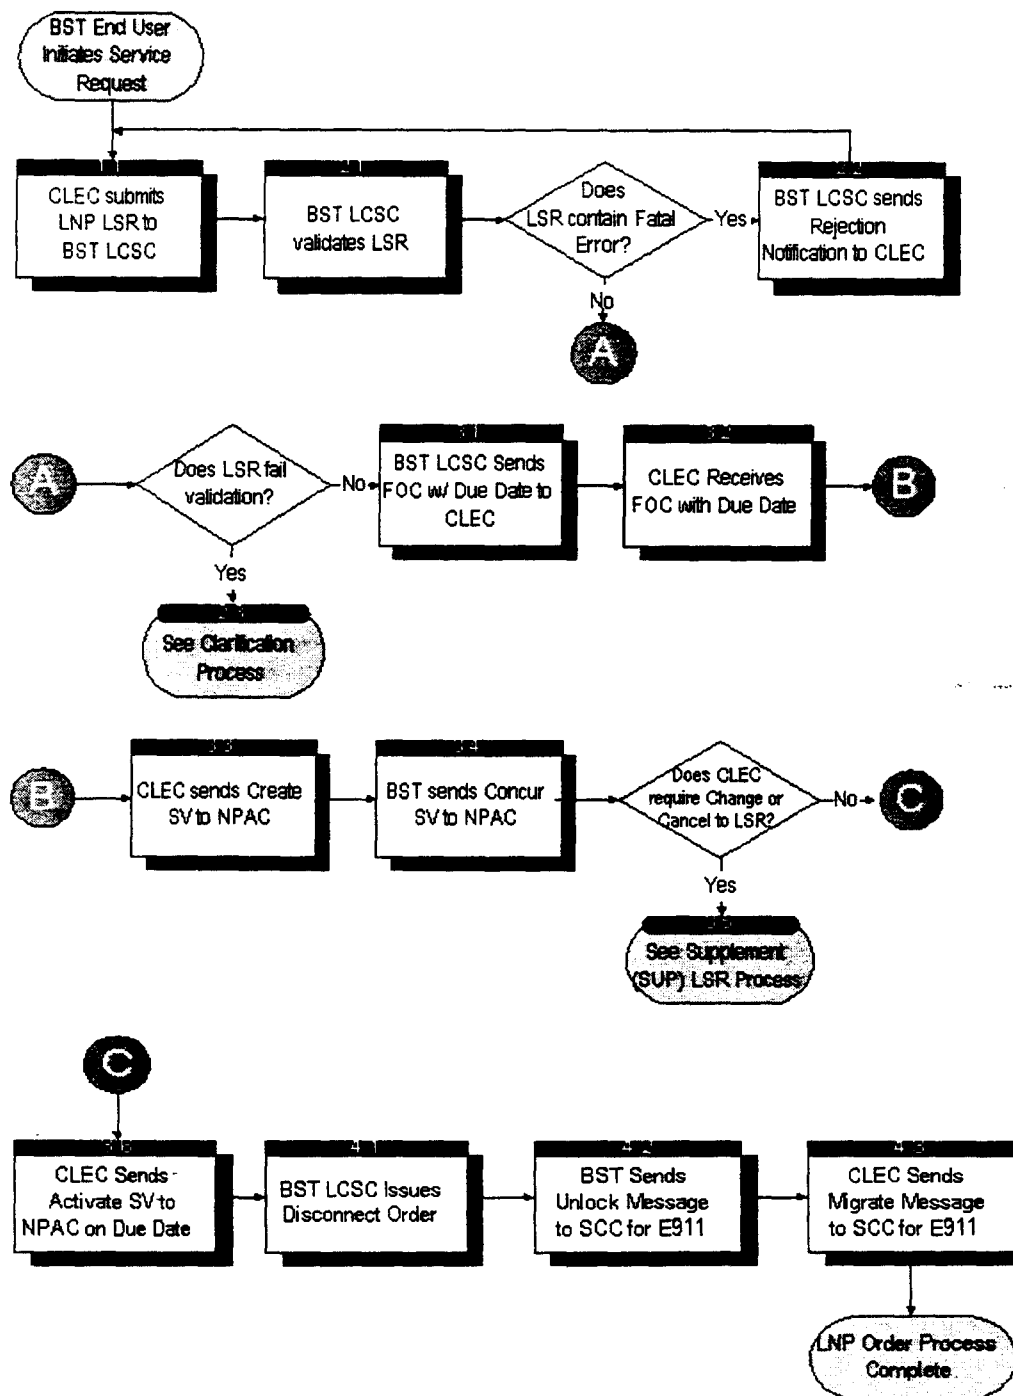 BST End User
Initiates Service
Request
CLEC submits
LNP LSR to
BST LCSC
BST LCSC
validates LSR
Does
LSR contain Fatal
Error?
Yes
BST LCSC sends
Rejection
Notification to CLEC
No
A
A
Does LSR fail
validation?
No
BST LCSC Sends
FOC w/ Due Date to
CLEC
CLEC Receives
FOC with Due Date
B
Yes
See Clarification
Process
B
CLEC sends Create
SV to NPAC
BST sends Concur
SV to NPAC
Does CLEC
require Change or
Cancel to LSR?
No
C
Yes
See Supplement
(SUP) LSR Process
C
CLEC Sends
Activate SV to
NPAC on Due Date
BST LCSC Issues
Disconnect Order
BST Sends
Unlock Message
to SCC for E911
CLEC Sends
Migrate Message
to SCC for E911
LNP Order Process
Complete